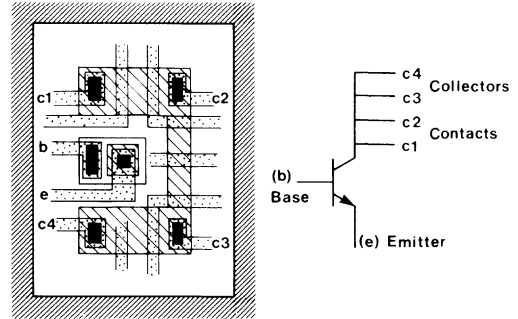 c1
c2
b
e
c4
c3
c4
c3
Collectors
c2
c1
Contacts
(b)
Base
(e) Emitter